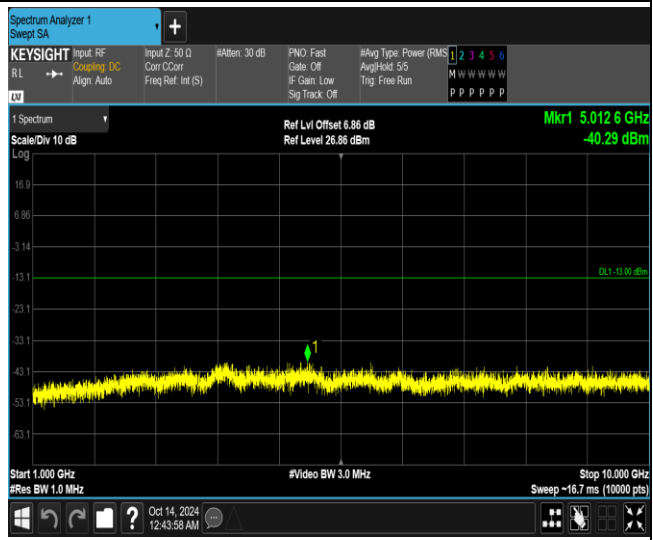 Spectrum Analyzer 1
Swept SA
KEYSIGHT
R L
Input: RF
Coupling: DC
Align: Auto
Input Z: 50 Ω
Corr CCorr
Freq Ref: Int (S)
#Atten: 30 dB
PNO: Fast
Gate: Off
IF Gain: Low
Sig Track: Off
#Avg Type: Power (RMS
Avg|Hold: 5/5
Trig: Free Run
1 2 3 4 5 6
M W W W W W
P P P P P P
1 Spectrum
Scale/Div 10 dB
Log
Ref Lvl Offset 6.86 dB
Ref Level 26.86 dBm
Mkr1 5.012 6 GHz
-40.29 dBm
16.9
6.86
-3.14
-13.1
DL1 -13.00 dBm
-23.1
-33.1
1
-43.1
-53.1
-63.1
Start 1.000 GHz
#Res BW 1.0 MHz
#Video BW 3.0 MHz
Stop 10.000 GHz
Sweep ~16.7 ms (10000 pts)
?
Oct 14, 2024
12:43:58 AM